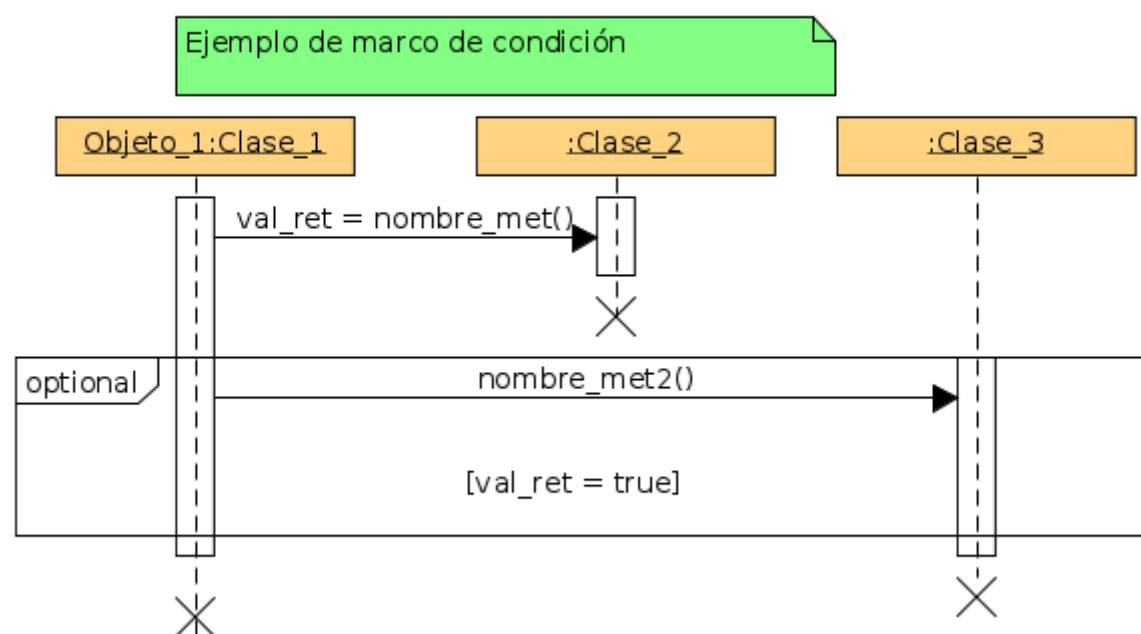 Ejemplo de marco de condición
Objeto_1:Clase_1
:Clase_2
:Clase_3
val_ret = nombre_met()
optional
nombre_met2()
[val_ret = true]